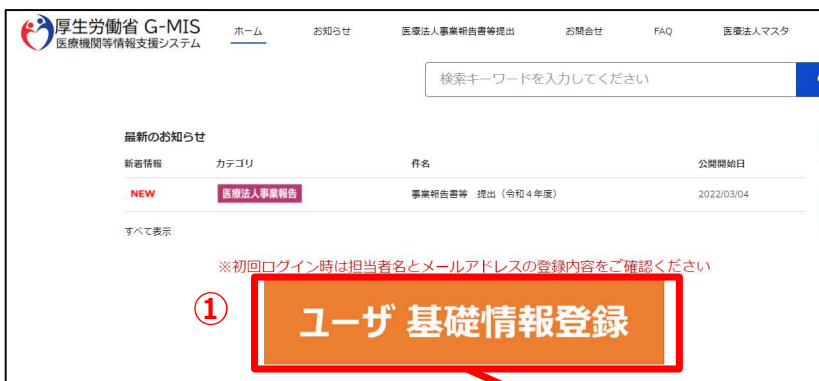 厚生労働省 G-MIS
医療機関等情報支援システム
ホーム お知らせ 医療法人事業報告書等提出 お問合せ FAQ 医療法人マスタ
検索キーワードを入力してください
最新のお知らせ
新着情報 カテゴリ 件名 公開開始日
NEW 医療法人事業報告 事業報告書等 提出（令和４年度） 2022/03/04
すべて表示
※初回ログイン時は担当者名とメールアドレスの登録内容をご確認ください
① ユーザ 基礎情報登録